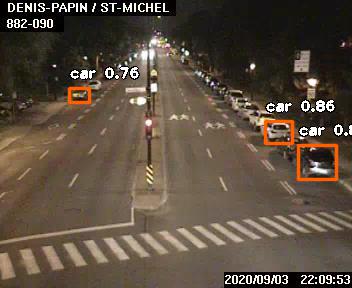 DENIS-PAPIN / ST-MICHEL
882-090
car 0.76
car 0.86
car 0.8
2020/09/03 22:09:53